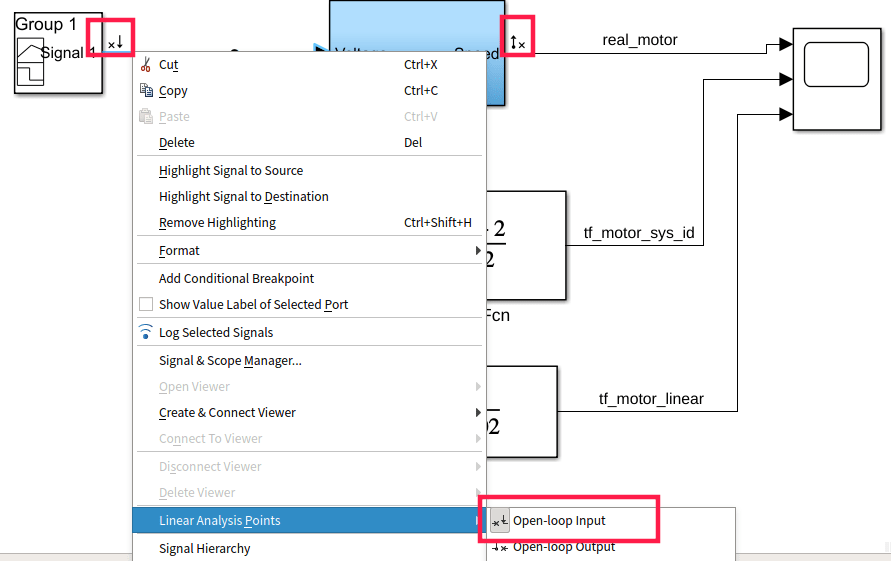 Group 1
Signal 1
Voltage
Speed
real_motor
Cut Ctrl+X
Copy Ctrl+C
Paste Ctrl+V
Delete Del
Highlight Signal to Source
Highlight Signal to Destination
Remove Highlighting Ctrl+Shift+H
Format
Add Conditional Breakpoint
Show Value Label of Selected Port
Log Selected Signals
Signal & Scope Manager...
Open Viewer
Create & Connect Viewer
Connect To Viewer
Disconnect Viewer
Delete Viewer
Linear Analysis Points
Signal Hierarchy
2
2
tf_motor_sys_id
Fcn
tf_motor_linear
02
Open-loop Input
Open-loop Output